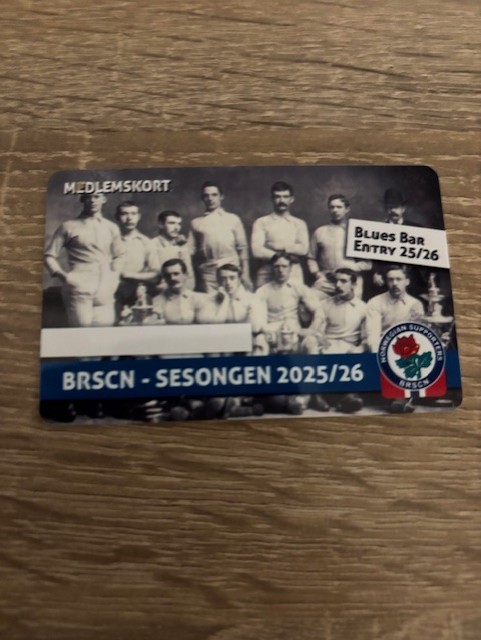 MEDLEMSKORT
Blues Bar
Entry 25/26
NORWEGIAN SUPPORTERS
BRSCN
BRSCN - SESONGEN 2025/26